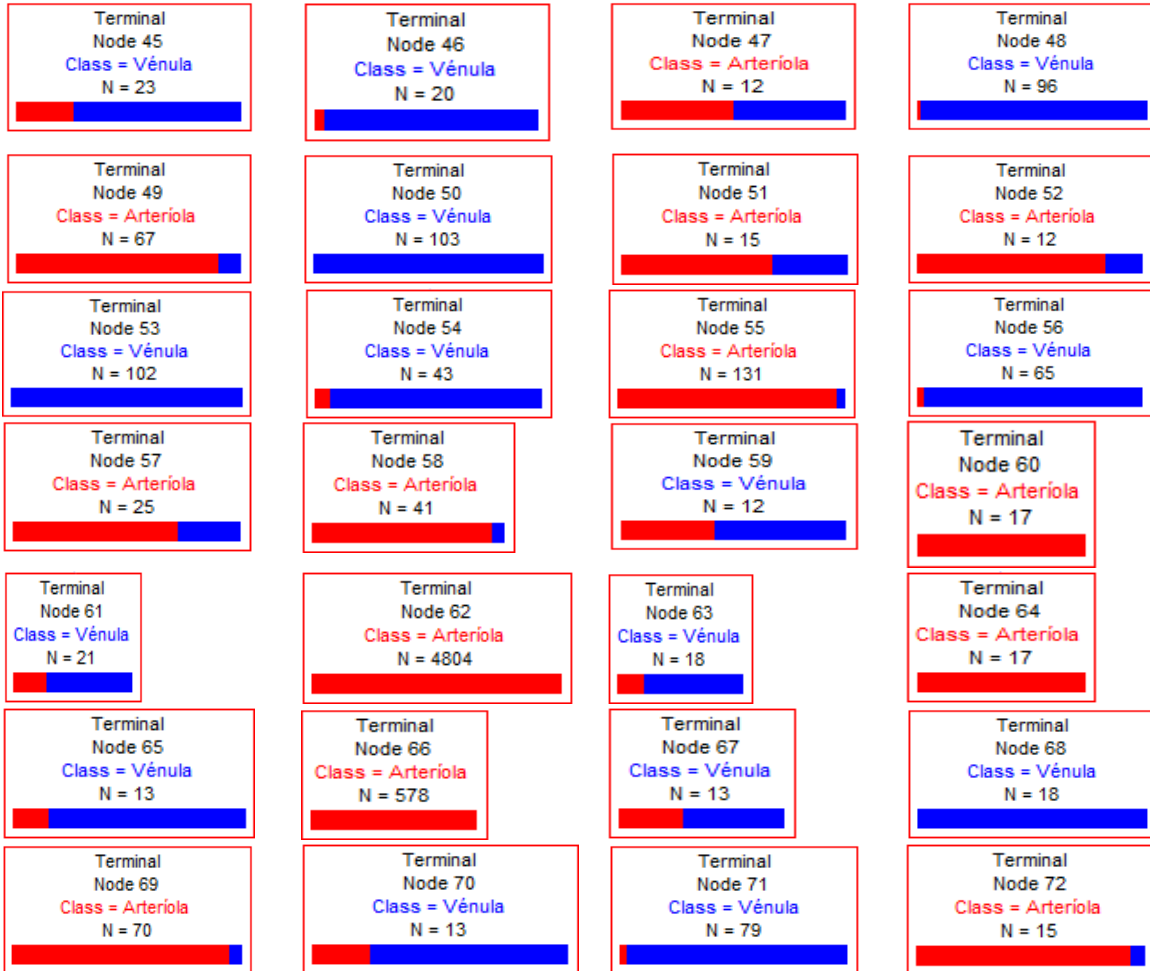 Terminal
Node 45
Class = Vénula
N = 23
Terminal
Node 46
Class = Vénula
N = 20
Terminal
Node 47
Class = Arteríola
N = 12
Terminal
Node 48
Class = Vénula
N = 96
Terminal
Node 49
Class = Arteríola
N = 67
Terminal
Node 50
Class = Vénula
N = 103
Terminal
Node 51
Class = Arteríola
N = 15
Terminal
Node 52
Class = Arteríola
N = 12
Terminal
Node 53
Class = Vénula
N = 102
Terminal
Node 54
Class = Vénula
N = 43
Terminal
Node 55
Class = Arteríola
N = 131
Terminal
Node 56
Class = Vénula
N = 65
Terminal
Node 57
Class = Arteríola
N = 25
Terminal
Node 58
Class = Arteríola
N = 41
Terminal
Node 59
Class = Vénula
N = 12
Terminal
Node 60
Class = Arteríola
N = 17
Terminal
Node 61
Class = Vénula
N = 21
Terminal
Node 62
Class = Arteríola
N = 4804
Terminal
Node 63
Class = Vénula
N = 18
Terminal
Node 64
Class = Arteríola
N = 17
Terminal
Node 65
Class = Vénula
N = 13
Terminal
Node 66
Class = Arteríola
N = 578
Terminal
Node 67
Class = Vénula
N = 13
Terminal
Node 68
Class = Vénula
N = 18
Terminal
Node 69
Class = Arteríola
N = 70
Terminal
Node 70
Class = Vénula
N = 13
Terminal
Node 71
Class = Vénula
N = 79
Terminal
Node 72
Class = Arteríola
N = 15